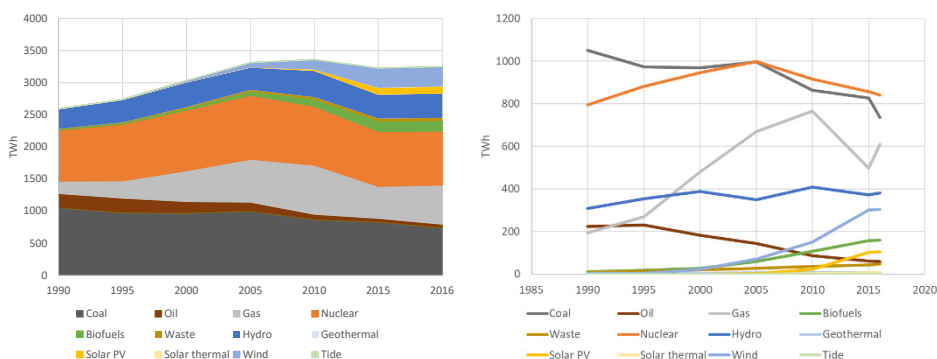 4000
3500
3000
2500
2000
1500
1000
500
0
TWh
1990 1995 2000 2005 2010 2015 2016
Coal Oil Gas Nuclear
Biofuels Waste Hydro Geothermal
Solar PV Solar thermal Wind Tide
1200
1000
800
600
400
200
0
TWh
1985 1990 1995 2000 2005 2010 2015 2020
Coal Oil Gas Biofuels
Waste Nuclear Hydro Geothermal
Solar PV Solar thermal Wind Tide